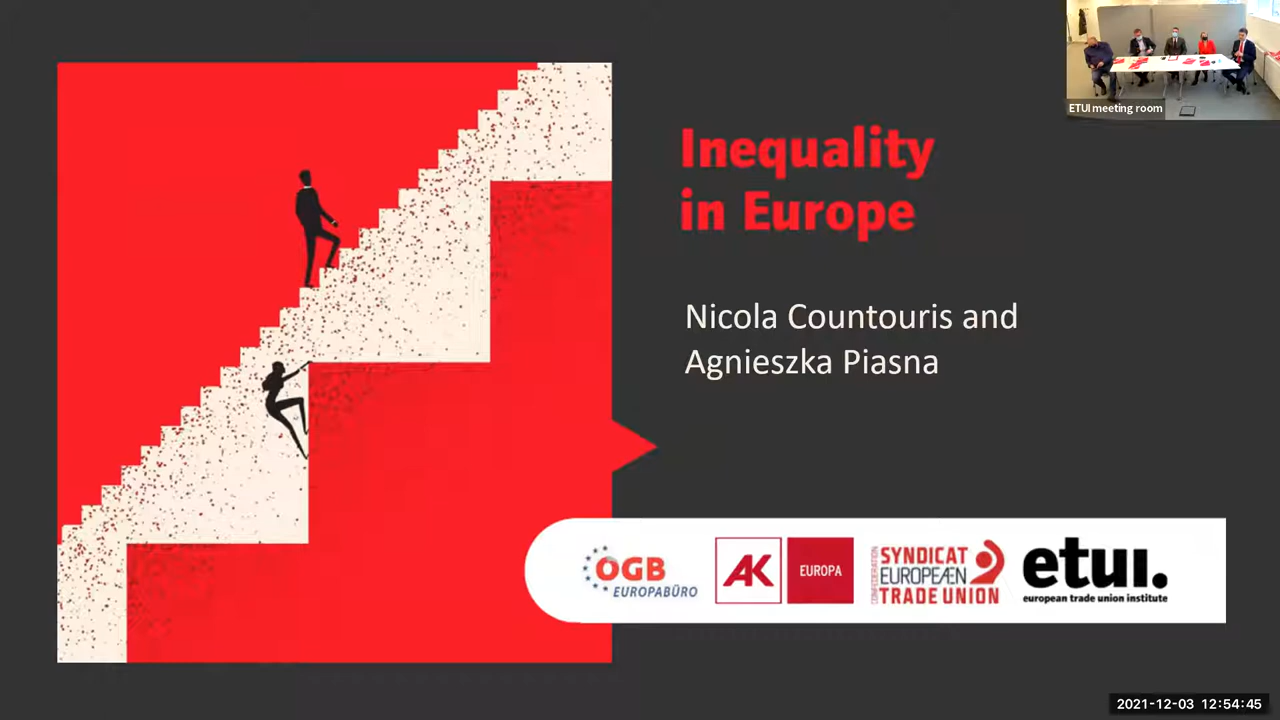 ETUI meeting room
Inequality
in Europe
Nicola Countouris and
Agnieszka Piasna
ÖGB
EUROPABÜRO
AK
EUROPA
CONFEDERATION
SYNDICAT
EUROPEÆN
TRADE UNION
etui.
european trade union institute
2021-12-03 12:54:45